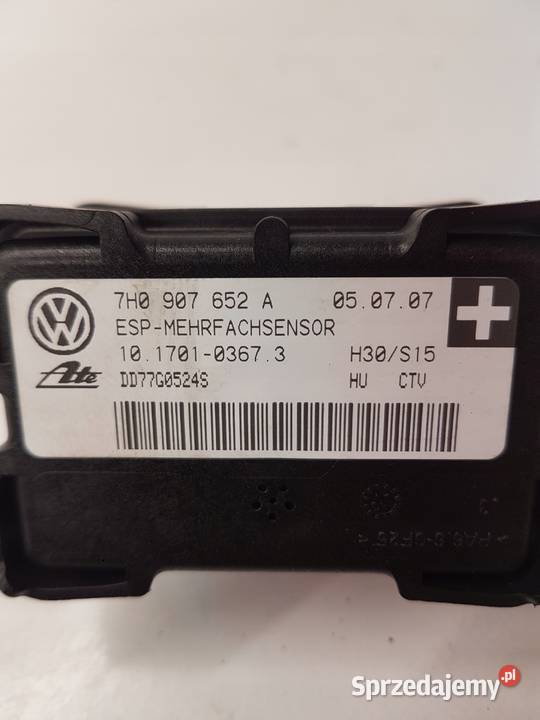 7H0 907 652 A 05.07.07
ESP-MEHRFACHSENSOR
10.1701-0367.3 H30/S15
Ate DD77G0524S HU CTV
Sprzedajemy.pl